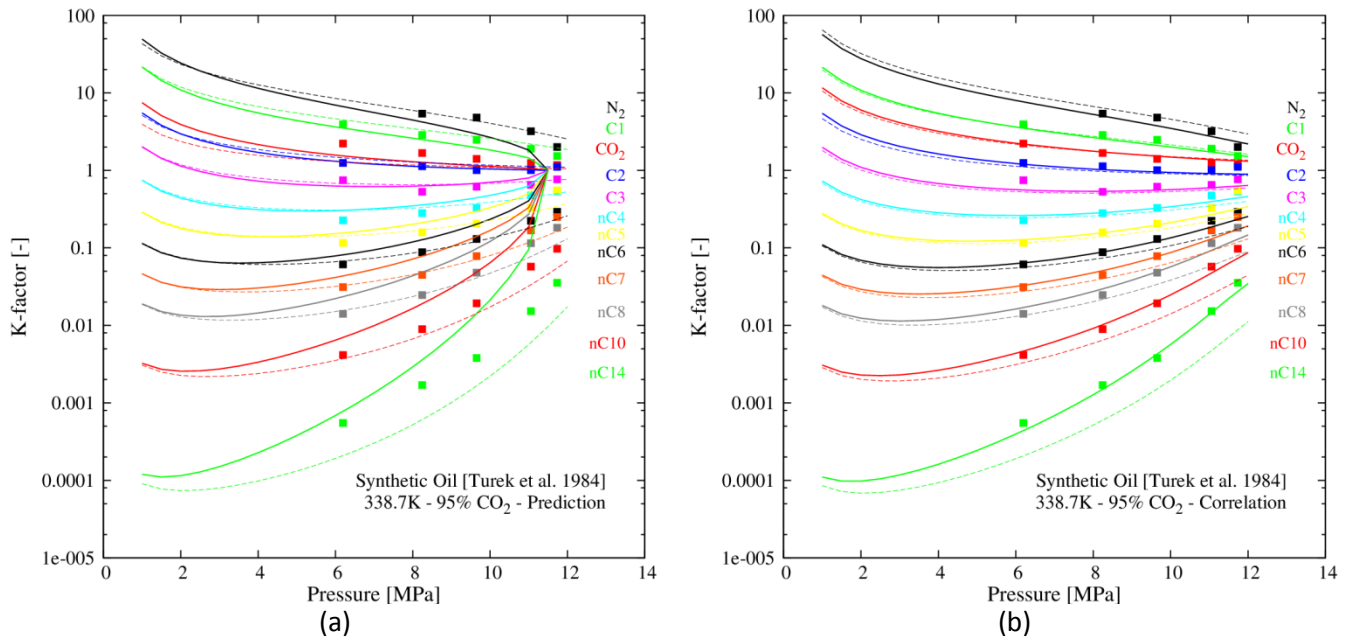 100
10
1
0.1
0.01
0.001
0.0001
1e-005
K-factor [-]
N2
C1
CO2
C2
C3
nC4
nC5
nC6
nC7
nC8
nC10
nC14
Synthetic Oil [Turek et al. 1984]
338.7K - 95% CO2 - Prediction
0 2 4 6 8 10 12 14
Pressure [MPa]
(a)
100
10
1
0.1
0.01
0.001
0.0001
1e-005
K-factor [-]
N2
C1
CO2
C2
C3
nC4
nC5
nC6
nC7
nC8
nC10
nC14
Synthetic Oil [Turek et al. 1984]
338.7K - 95% CO2 - Correlation
0 2 4 6 8 10 12 14
Pressure [MPa]
(b)